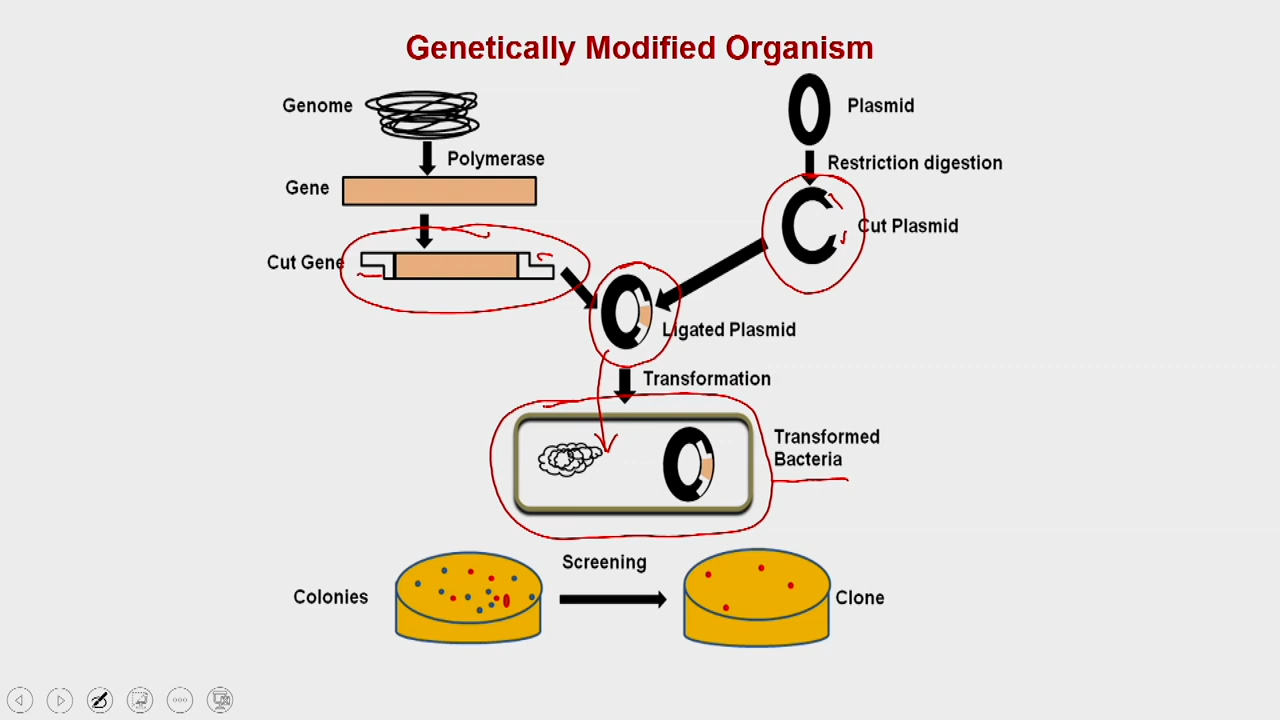 Genetically Modified Organism
Genome
Plasmid
Polymerase
Restriction digestion
Gene
Cut Plasmid
Cut Gene
Ligated Plasmid
Transformation
Transformed
Bacteria
Screening
Colonies
Clone